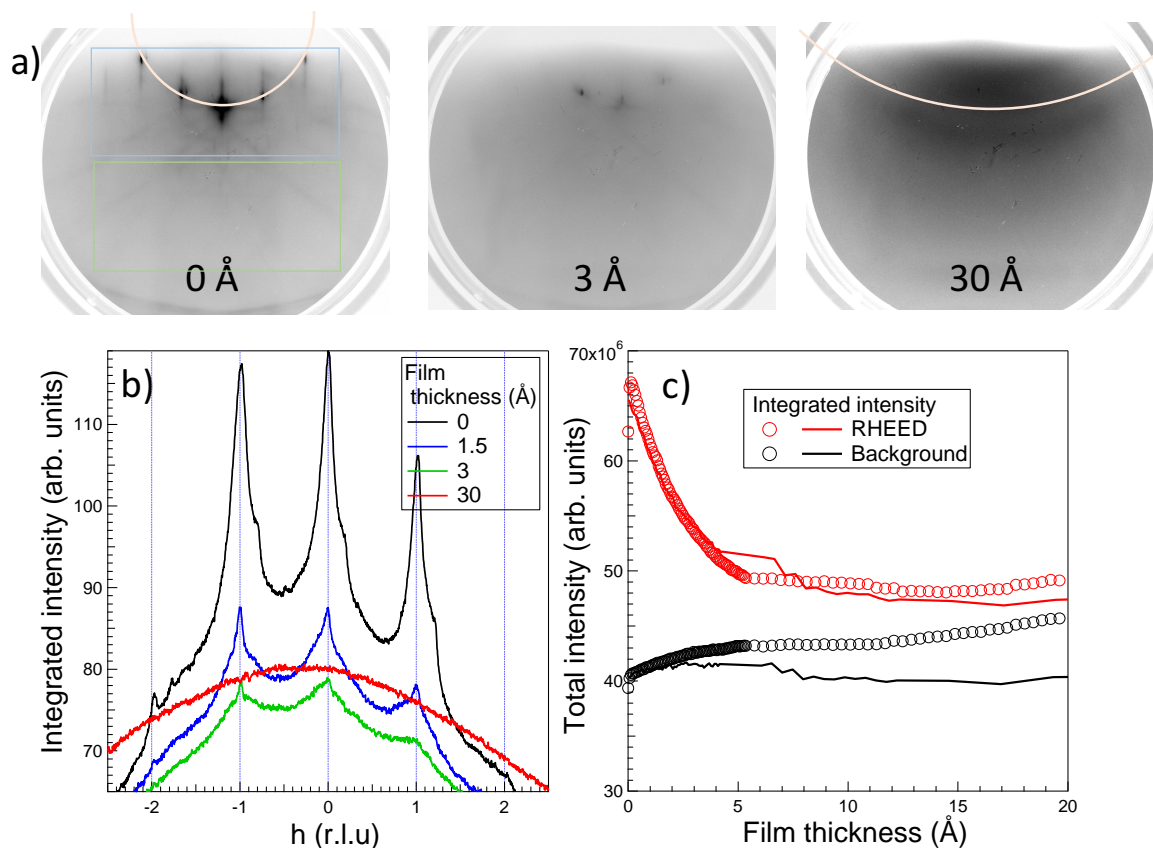 a)
0 Å
3 Å
30 Å
b)
Film
thickness (Å)
0
1.5
3
30
Integrated intensity (arb. units)
110
100
90
80
70
-2
-1
0
1
2
h (r.l.u)
c)
Integrated intensity
RHEED
Background
Total intensity (arb. units)
70x10⁶
60
50
40
30
0
5
10
15
20
Film thickness (Å)